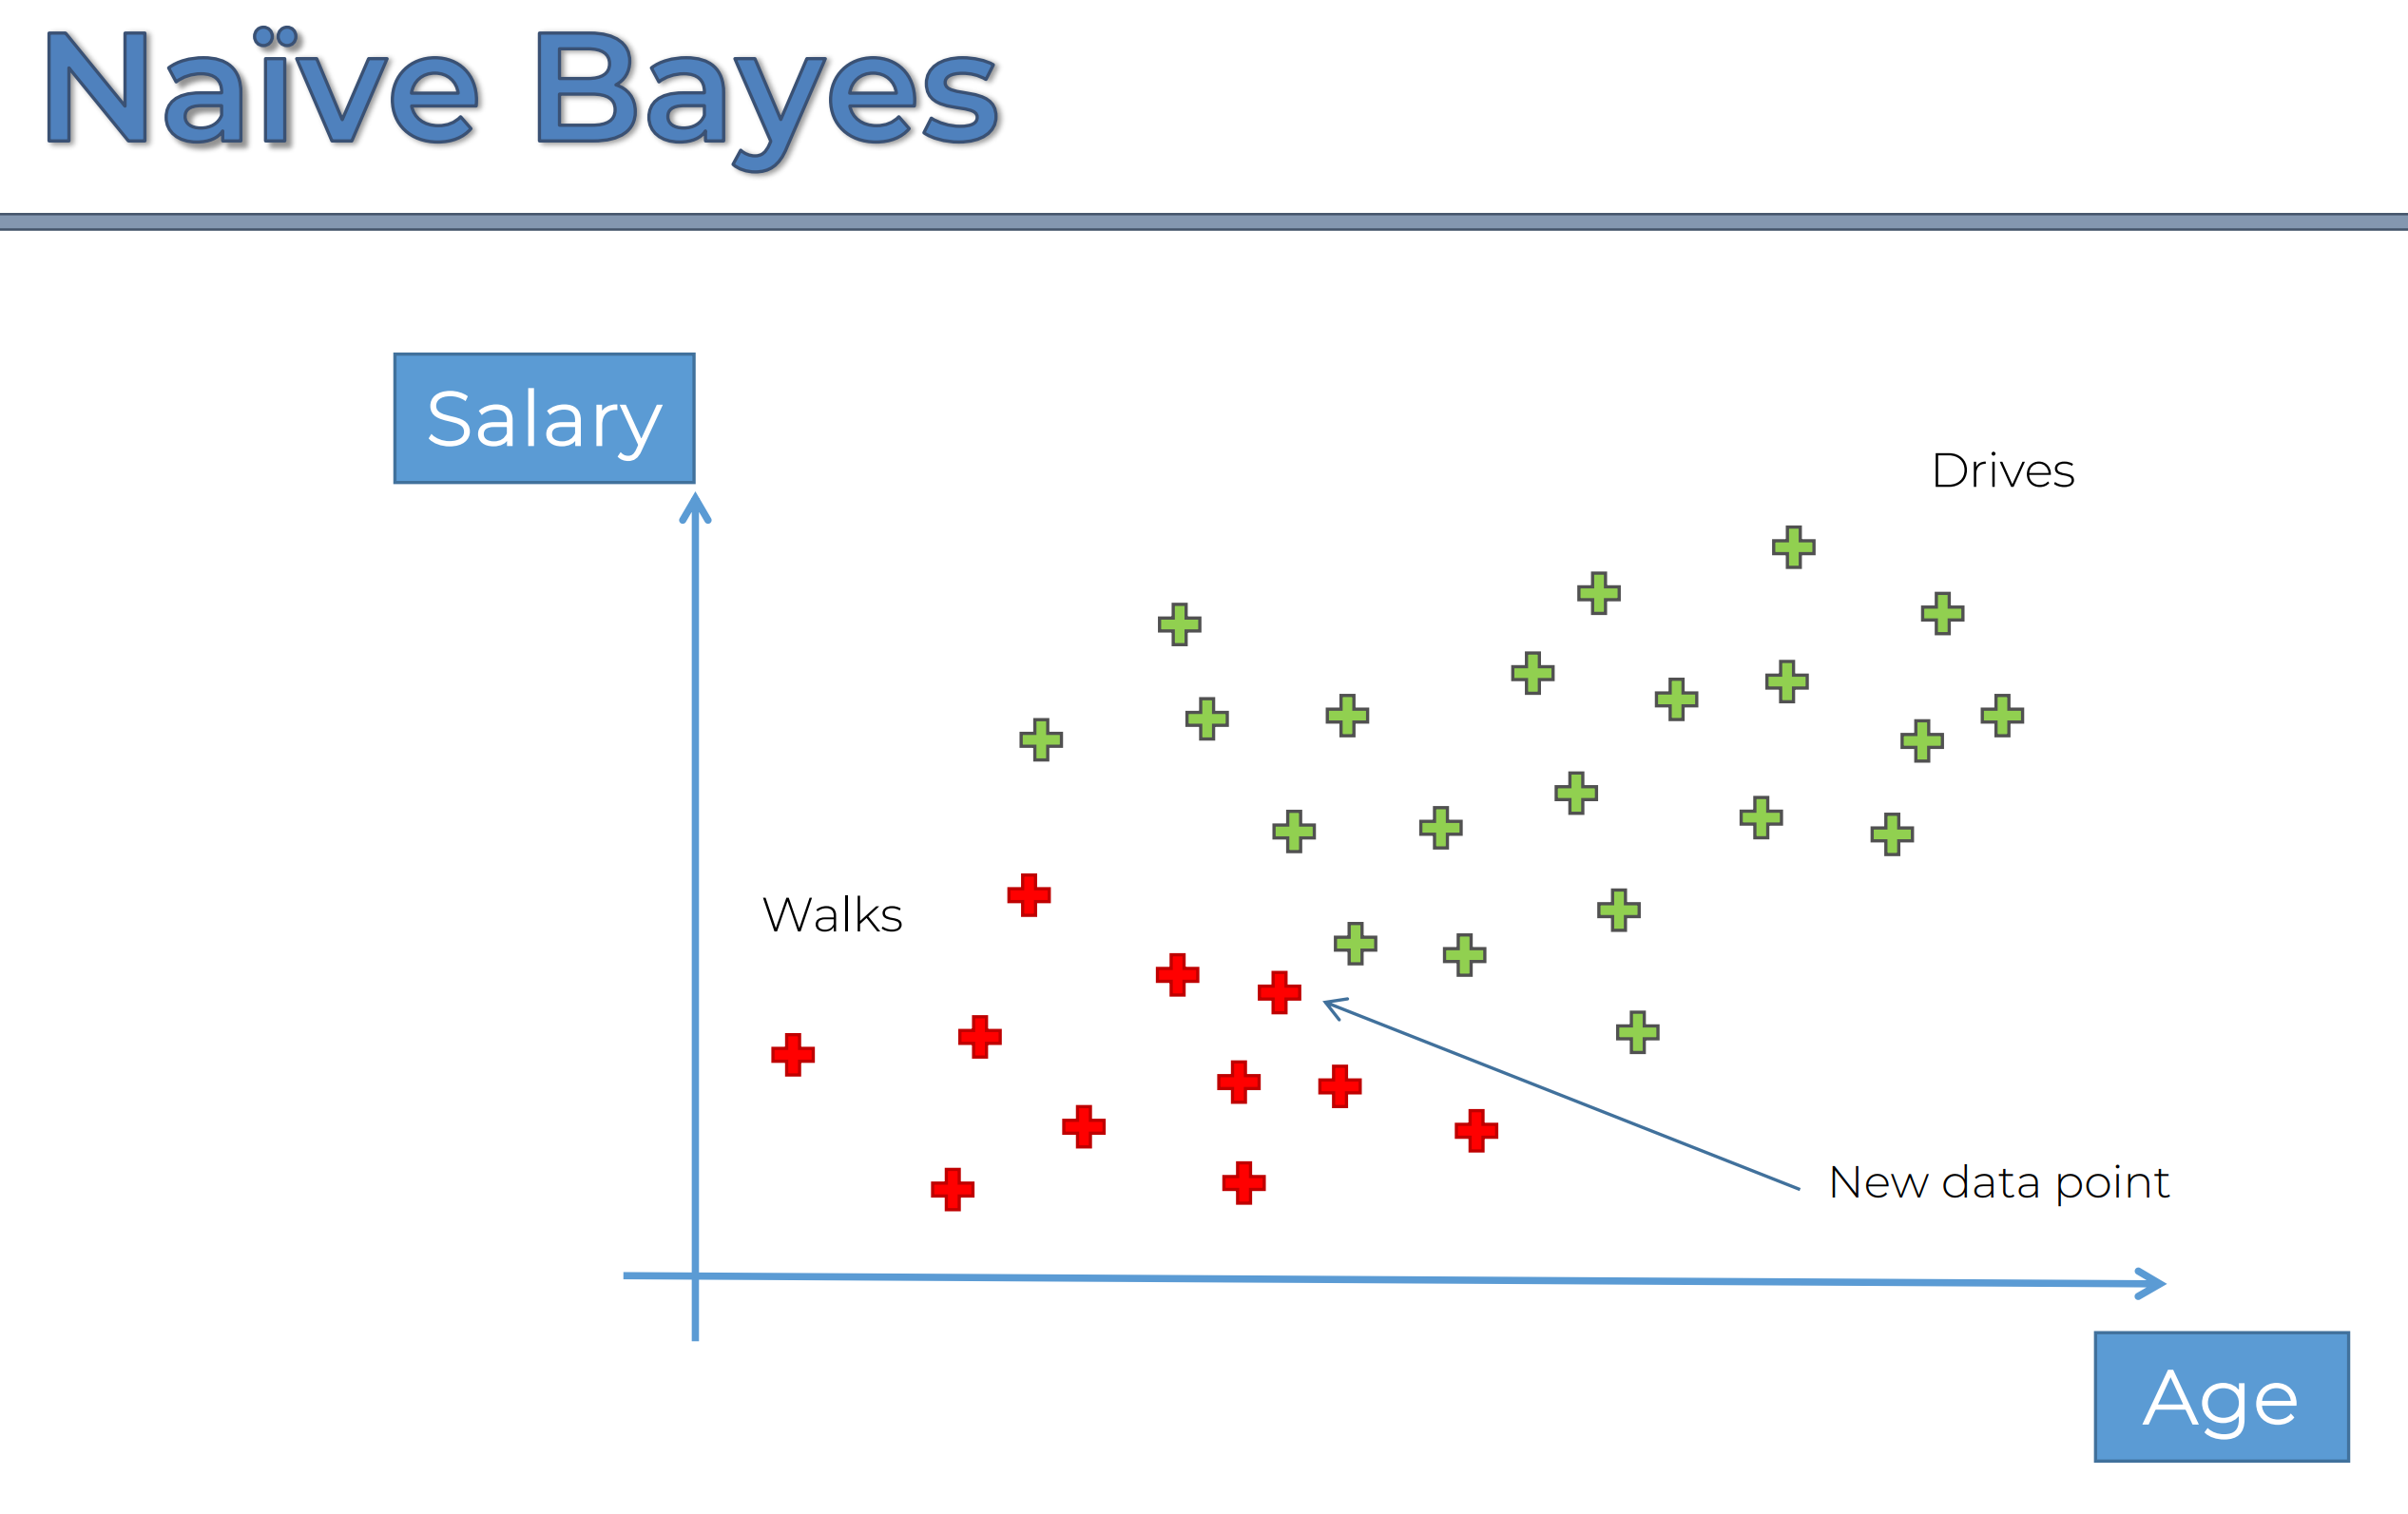 Naïve Bayes
Salary
Drives
Walks
New data point
Age